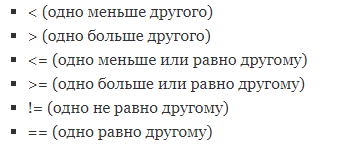 ▪ < (одно меньше другого)
▪ > (одно больше другого)
▪ <= (одно меньше или равно другому)
▪ >= (одно больше или равно другому)
▪ != (одно не равно другому)
▪ == (одно равно другому)